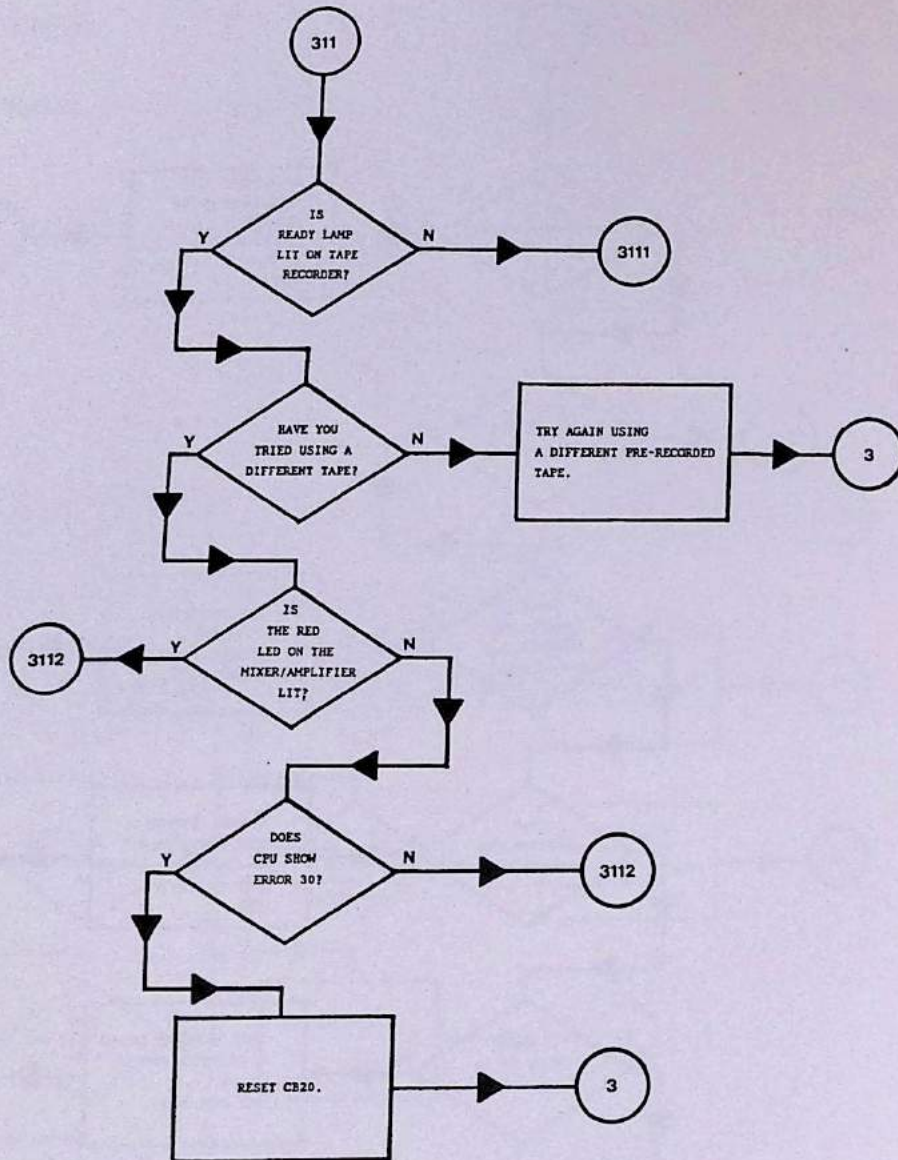 311
IS
READY LAMP
LIT ON TAPE
RECORDER?
Y
N
3111
HAVE YOU
TRIED USING A
DIFFERENT TAPE?
Y
N
TRY AGAIN USING
A DIFFERENT PRE-RECORDED
TAPE.
3
IS
THE RED
LED ON THE
MIXER/AMPLIFIER
LIT?
Y
N
3112
DOES
CPU SHOW
ERROR 30?
Y
N
3112
RESET CB20.
3